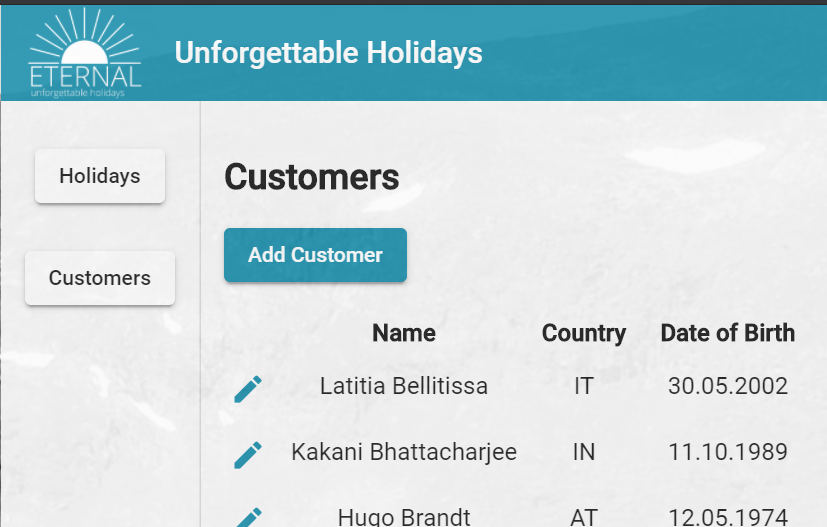 ETERNAL
unforgettable holidays
Unforgettable Holidays
Holidays
Customers
Customers
Add Customer
Name Country Date of Birth
Latitia Bellitissa IT 30.05.2002
Kakani Bhattacharjee IN 11.10.1989
Hugo Brandt AT 12.05.1974